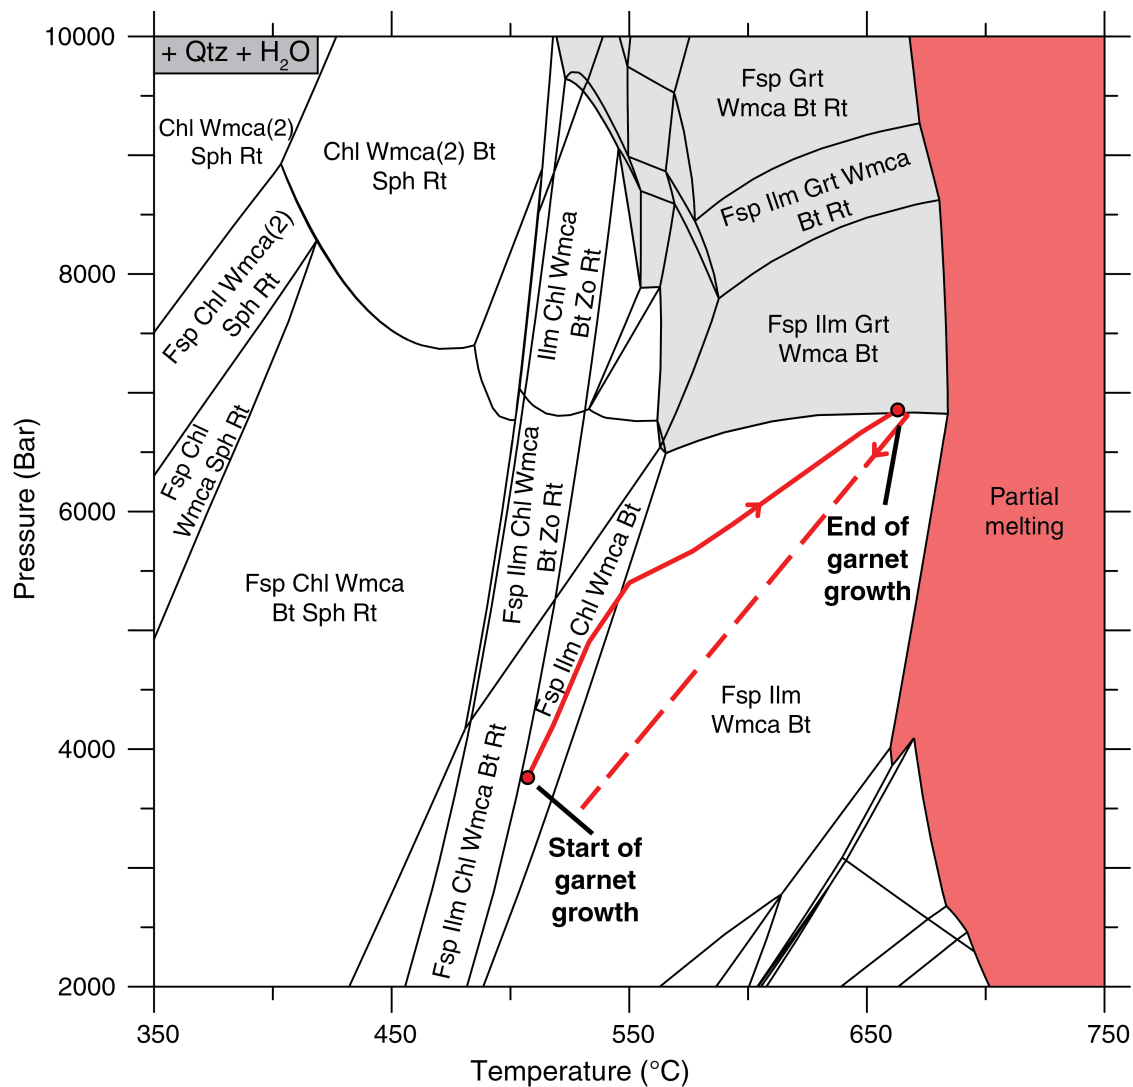 10000
8000
6000
4000
2000
Pressure (Bar)
350
450
550
650
750
Temperature (°C)
+ Qtz + H₂O
Chl Wmca(2)
Sph Rt
Chl Wmca(2) Bt
Sph Rt
Fsp Chl Wmca(2)
Sph Rt
Fsp Chl
Wmca Sph Rt
Fsp Chl Wmca
Bt Sph Rt
Ilm Chl Wmca
Bt Zo Rt
Fsp Ilm Chl Wmca
Bt Zo Rt
Fsp Ilm Chl Wmca Bt
Fsp Ilm Chl Wmca Bt Rt
Fsp Grt
Wmca Bt Rt
Fsp Ilm Grt Wmca
Bt Rt
Fsp Ilm Grt
Wmca Bt
Fsp Ilm
Wmca Bt
Partial
melting
End of
garnet
growth
Start of
garnet
growth